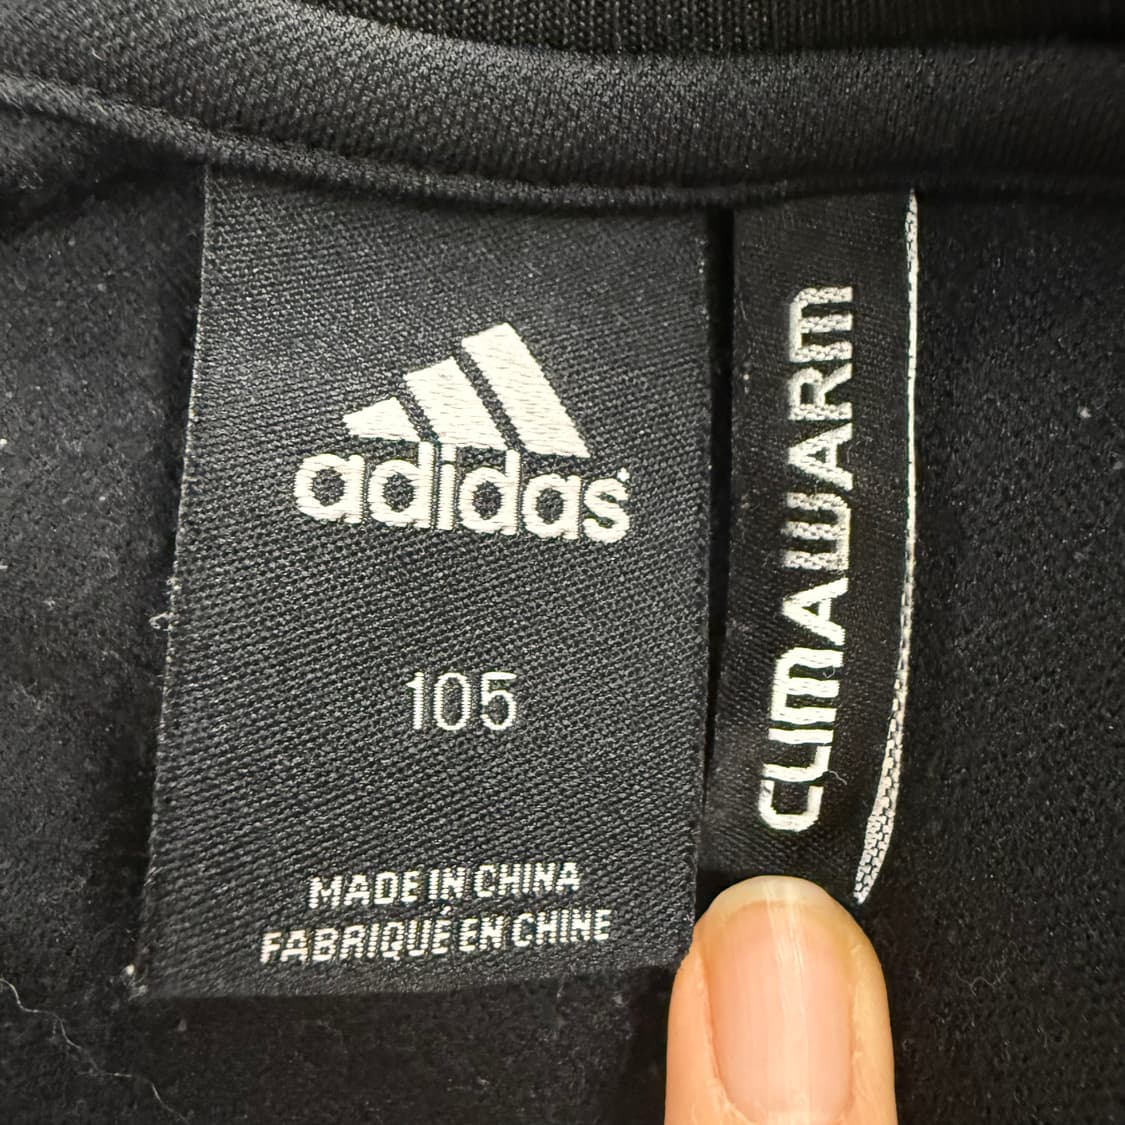 adidas
105
MADE IN CHINA
FABRIQUÉ EN CHINE
CLIMAWARM